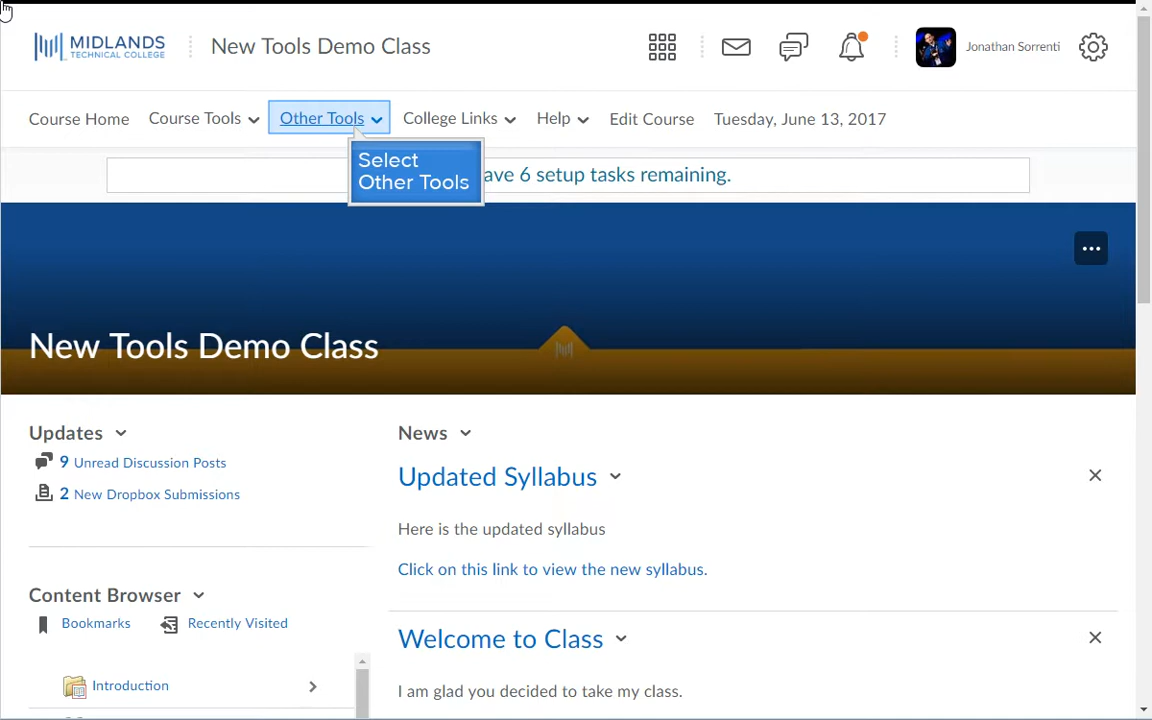 MIDLANDS
TECHNICAL COLLEGE
New Tools Demo Class
Jonathan Sorrenti
Course Home
Course Tools
Other Tools
College Links
Help
Edit Course
Tuesday, June 13, 2017
Select
Other Tools
ave 6 setup tasks remaining.
New Tools Demo Class
Updates
9 Unread Discussion Posts
2 New Dropbox Submissions
Content Browser
Bookmarks
Recently Visited
Introduction
News
Updated Syllabus
Here is the updated syllabus
Click on this link to view the new syllabus.
Welcome to Class
I am glad you decided to take my class.